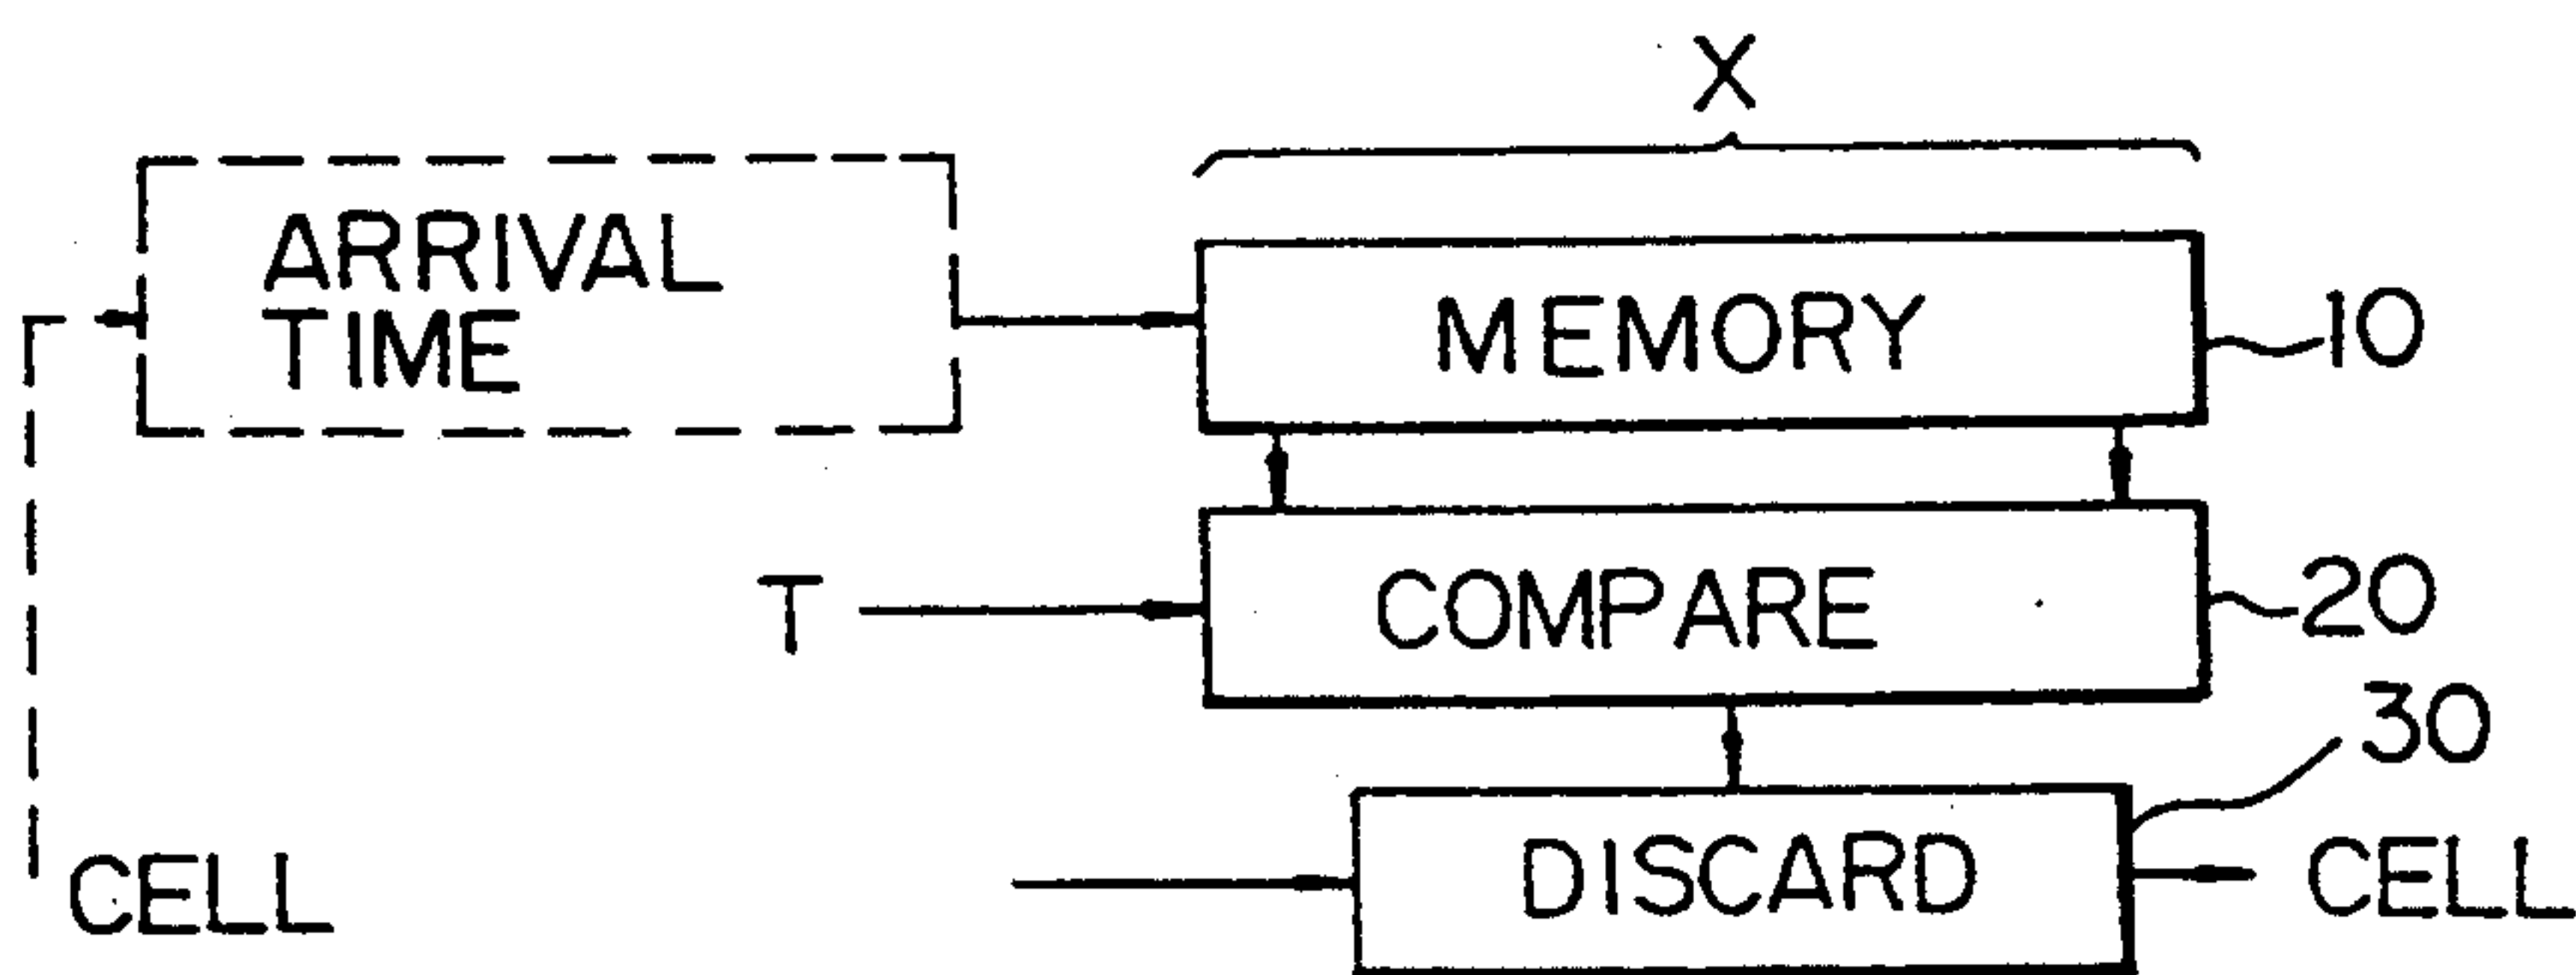 X
ARRIVAL
TIME
MEMORY
10
T
COMPARE
20
30
CELL
DISCARD
CELL